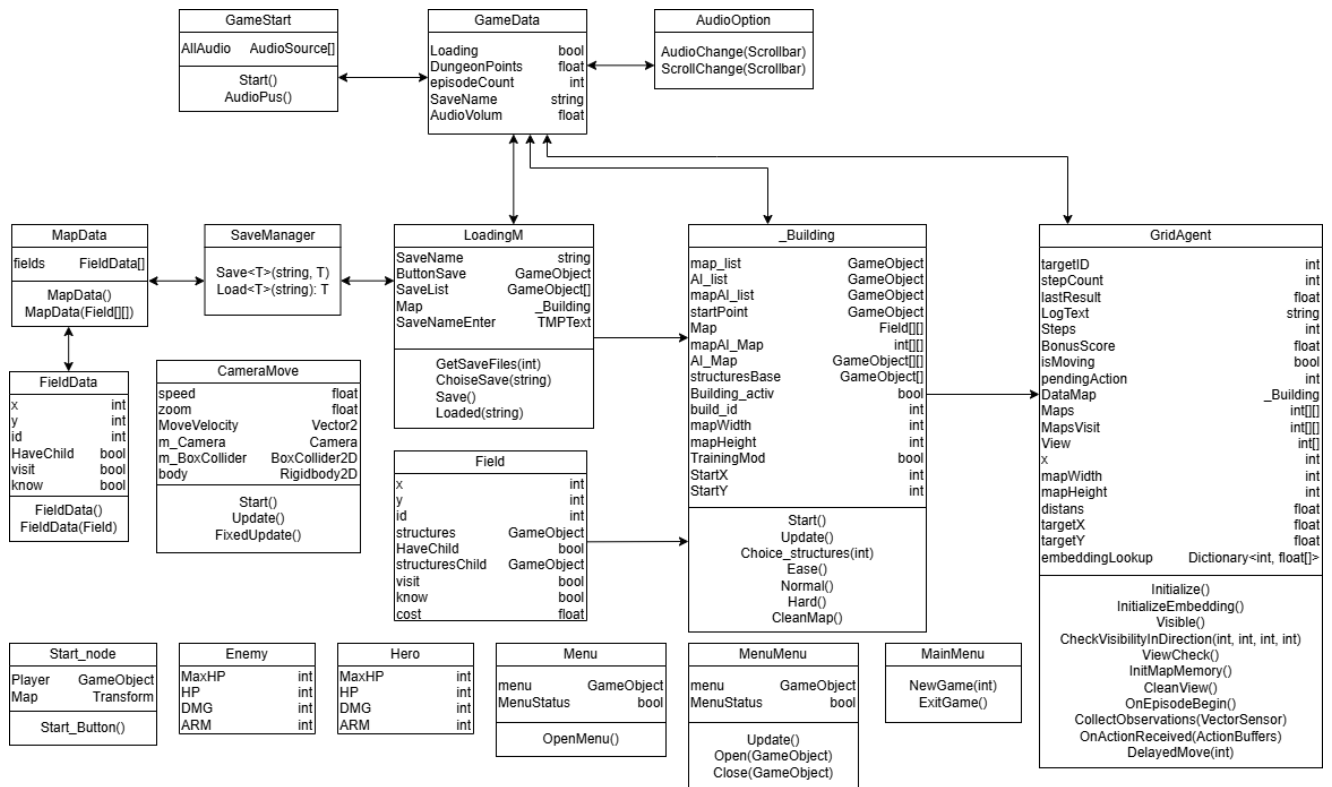 GameStart
AllAudio AudioSource[]
Start()
AudioPus()
GameData
Loading bool
DungeonPoints float
episodeCount int
SaveName string
AudioVolum float
AudioOption
AudioChange(Scrollbar)
ScrollChange(Scrollbar)
MapData
fields FieldData[]
MapData()
MapData(Field[][])
SaveManager
Save<T>(string, T)
Load<T>(string): T
LoadingM
SaveName string
ButtonSave GameObject
SaveList GameObject[]
Map _Building
SaveNameEnter TMPText
GetSaveFiles(int)
ChoiseSave(string)
Save()
Loaded(string)
_Building
map_list GameObject
AI_list GameObject
mapAI_list GameObject
startPoint GameObject
Map Field[][]
mapAI_Map int[][]
AI_Map GameObject[][]
structuresBase GameObject[]
Building_activ bool
build_id int
mapWidth int
mapHeight int
TrainingMod bool
StartX int
StartY int
Start()
Update()
Choice_structures(int)
Ease()
Normal()
Hard()
CleanMap()
GridAgent
targetID int
stepCount int
lastResult float
LogText string
Steps int
BonusScore float
isMoving bool
pendingAction int
DataMap _Building
Maps int[][]
MapsVisit int[][]
View int[]
x int
mapWidth int
mapHeight int
distans float
targetX float
targetY float
embeddingLookup Dictionary<int, float[]>
Initialize()
InitializeEmbedding()
Visible()
CheckVisibilityInDirection(int, int, int, int)
ViewCheck()
InitMapMemory()
CleanView()
OnEpisodeBegin()
CollectObservations(VectorSensor)
OnActionReceived(ActionBuffers)
DelayedMove(int)
FieldData
x int
y int
id int
HaveChild bool
visit bool
know bool
FieldData()
FieldData(Field)
CameraMove
speed float
zoom float
MoveVelocity Vector2
m_Camera Camera
m_BoxCollider BoxCollider2D
body Rigidbody2D
Start()
Update()
FixedUpdate()
Field
x int
y int
id int
structures GameObject
HaveChild bool
structuresChild GameObject
visit bool
know bool
cost float
Start_node
Player GameObject
Map Transform
Start_Button()
Enemy
MaxHP int
HP int
DMG int
ARM int
Hero
MaxHP int
HP int
DMG int
ARM int
Menu
menu GameObject
MenuStatus bool
OpenMenu()
MenuMenu
menu GameObject
MenuStatus bool
Update()
Open(GameObject)
Close(GameObject)
MainMenu
NewGame(int)
ExitGame()